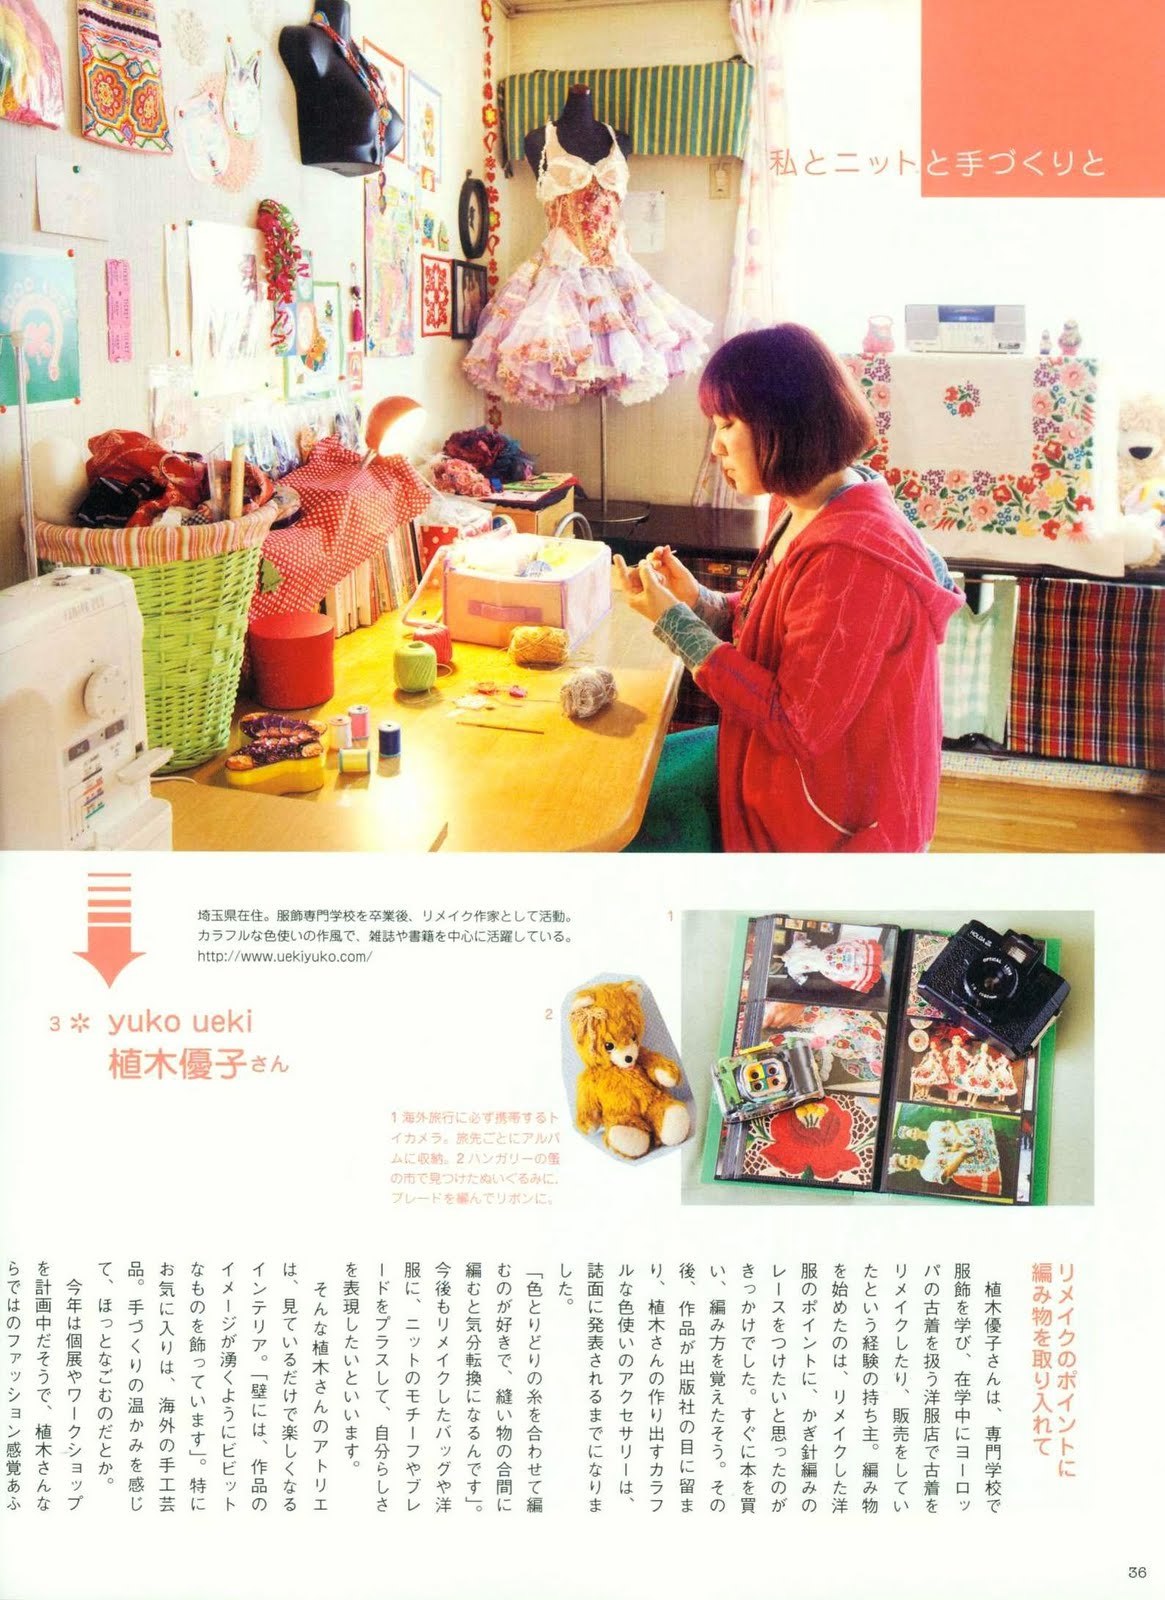 私とニットと手づくりと
埼玉県在住。服飾専門学校を卒業後、リメイク作家として活動。
カラフルな色使いの作風で、雑誌や書籍を中心に活躍している。
http://www.uekiyuko.com/
3✲ yuko ueki
植木優子さん
1
2
HOLGA
OPTICAL LENS
1 海外旅行に必ず携帯するト
イカメラ。旅先ごとにアルバ
ムに収納。2 ハンガリーの蚤
の市で見つけたぬいぐるみに、
ブレードを編んでリボンに。
リメイクのポイントに
編み物を取り入れて
植木優子さんは、専門学校で
服飾を学び、在学中にヨーロッ
パの古着を扱う洋服店で古着を
リメイクしたり、販売をしてい
たという経験の持ち主。編み物
を始めたのは、リメイクした洋
服のポイントに、かぎ針編みの
レースをつけたいと思ったのが
きっかけでした。すぐに本を買
い、編み方を覚えたそう。その
後、作品が出版社の目に留ま
り、植木さんの作り出すカラフ
ルな色使いのアクセサリーは、
誌面に発表されるまでになりま
した。
「色とりどりの糸を合わせて編
むのが好きで、縫い物の合間に
編むと気分転換になるんです」。
今後もリメイクしたバッグや洋
服に、ニットのモチーフやブレ
ードをプラスして、自分らしさ
を表現したいといいます。
そんな植木さんのアトリエ
は、見ているだけで楽しくなる
インテリア。「壁には、作品の
イメージが湧くようにビビット
なものを飾っています」。特に
お気に入りは、海外の手工芸
品。手づくりの温かみを感じ
て、ほっとなごむのだとか。
今年は個展やワークショップ
を計画中だそうで、植木さんな
らではのファッション感覚あふ
36